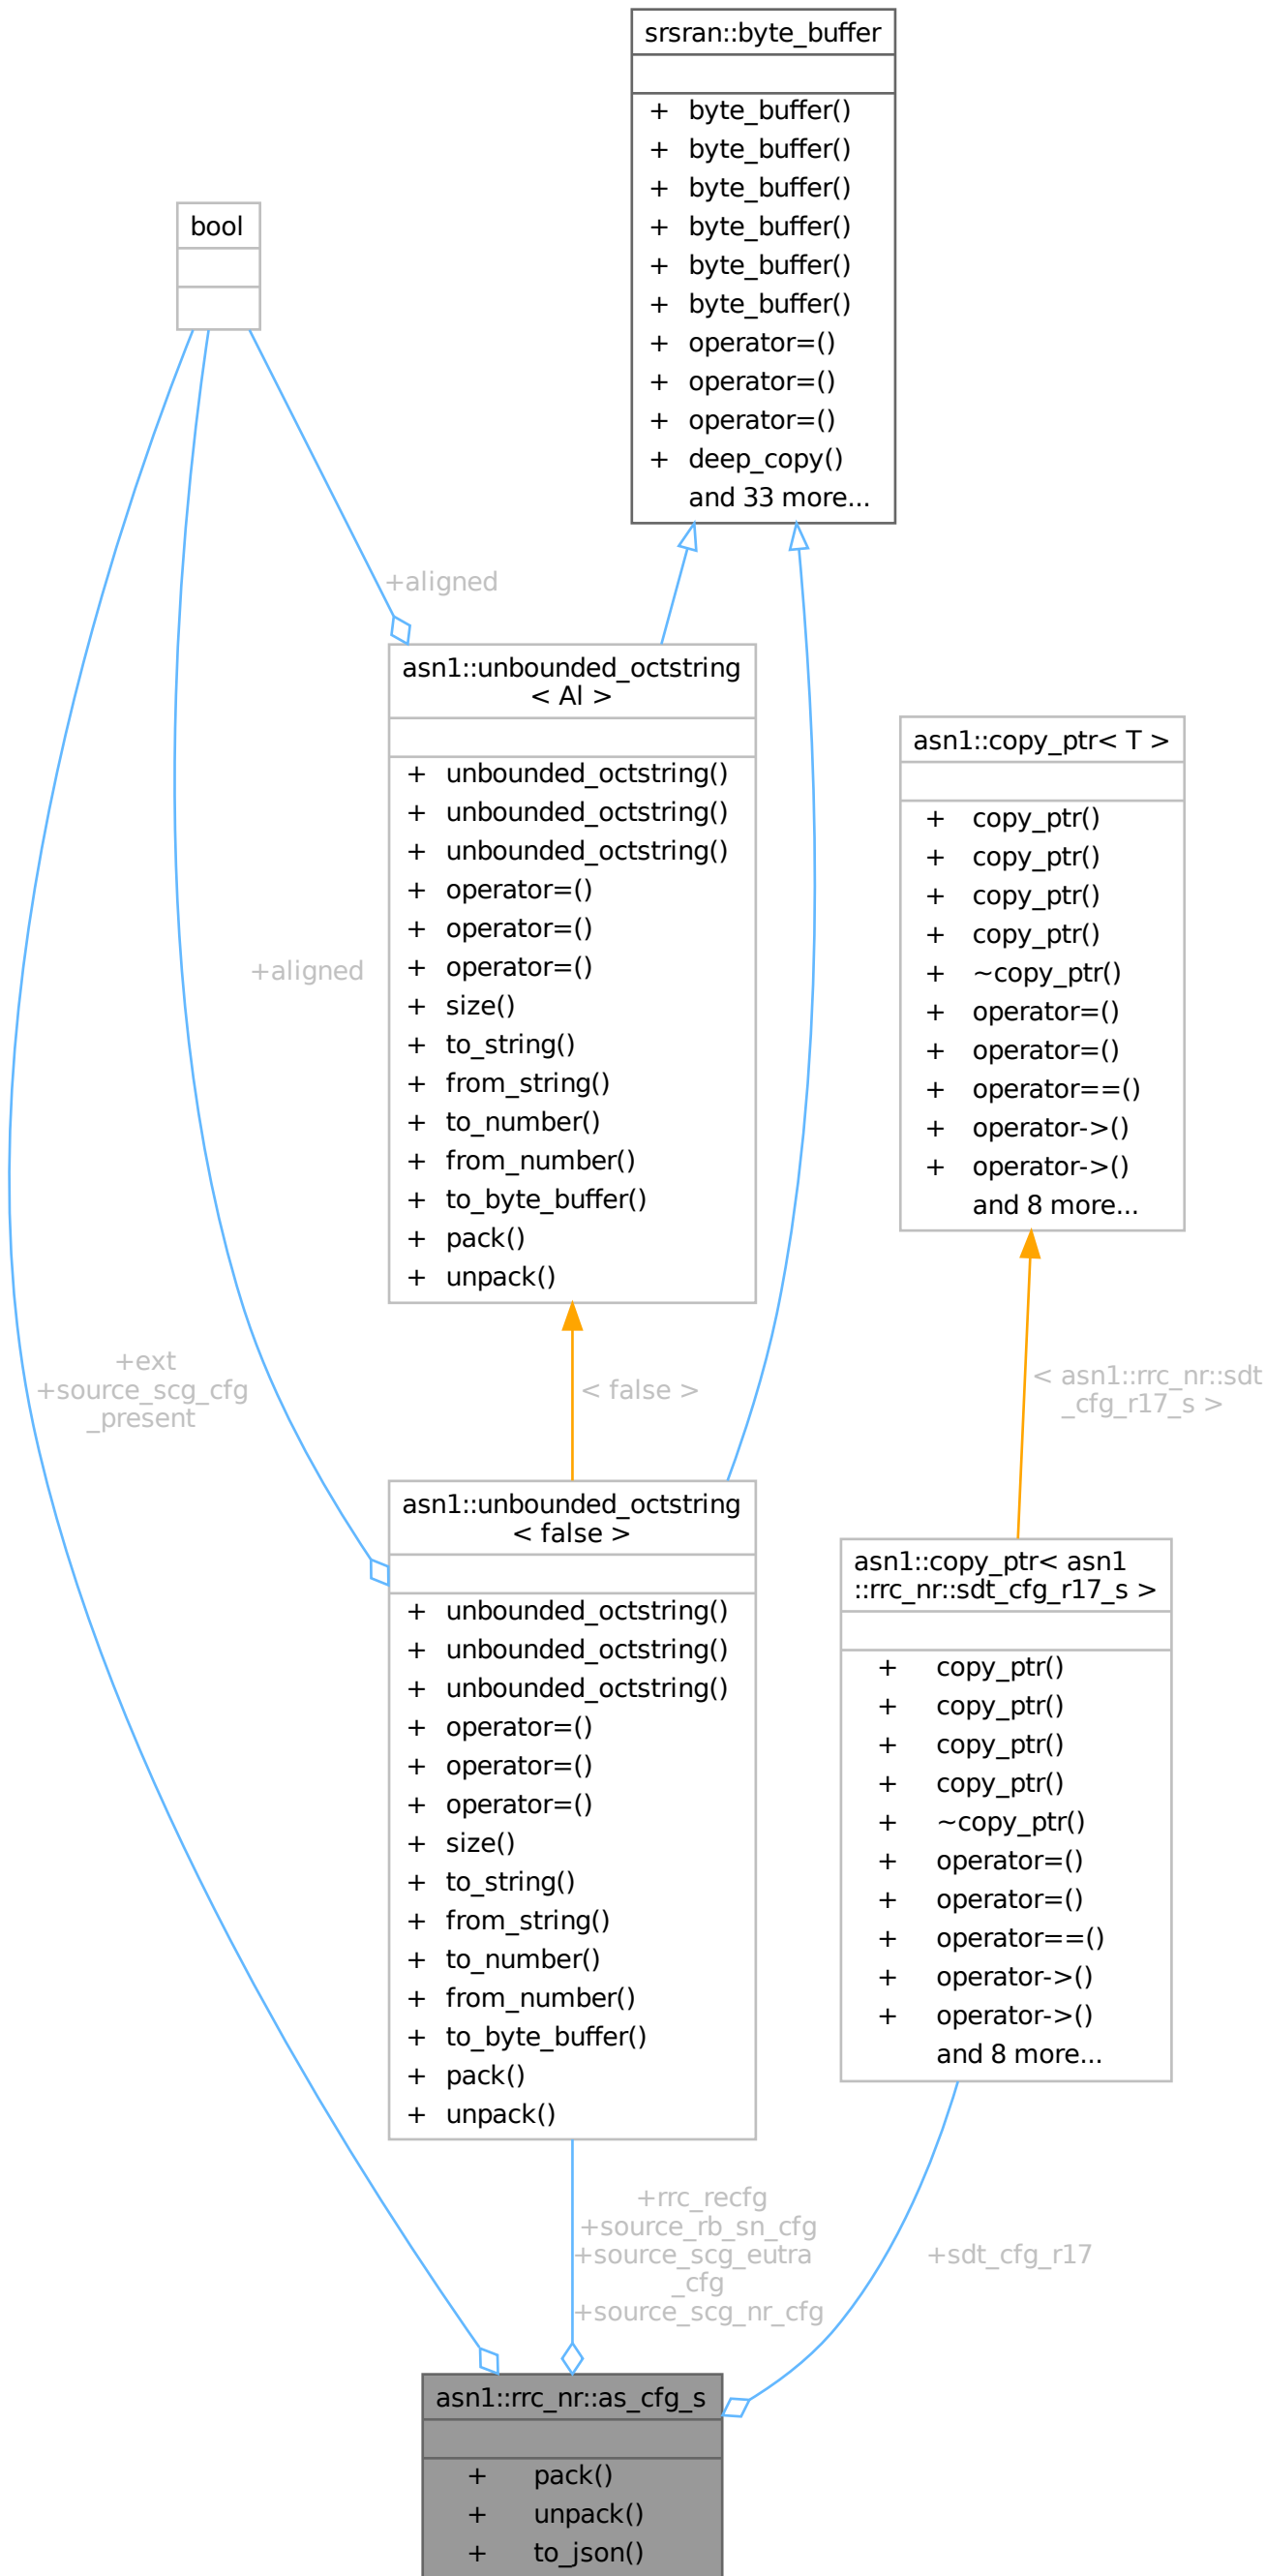 srsran::byte_buffer
+ byte_buffer()
+ byte_buffer()
+ byte_buffer()
+ byte_buffer()
+ byte_buffer()
+ byte_buffer()
+ operator=()
+ operator=()
+ operator=()
+ deep_copy()
and 33 more...
bool
+aligned
asn1::unbounded_octstring
< Al >
+ unbounded_octstring()
+ unbounded_octstring()
+ unbounded_octstring()
+ operator=()
+ operator=()
+ operator=()
+ size()
+ to_string()
+ from_string()
+ to_number()
+ from_number()
+ to_byte_buffer()
+ pack()
+ unpack()
asn1::copy_ptr< T >
+ copy_ptr()
+ copy_ptr()
+ copy_ptr()
+ copy_ptr()
+ ~copy_ptr()
+ operator=()
+ operator=()
+ operator==()
+ operator->()
+ operator->()
and 8 more...
+aligned
+ext
+source_scg_cfg
_present
< false >
< asn1::rrc_nr::sdt
_cfg_r17_s >
asn1::unbounded_octstring
< false >
+ unbounded_octstring()
+ unbounded_octstring()
+ unbounded_octstring()
+ operator=()
+ operator=()
+ operator=()
+ size()
+ to_string()
+ from_string()
+ to_number()
+ from_number()
+ to_byte_buffer()
+ pack()
+ unpack()
asn1::copy_ptr< asn1
::rrc_nr::sdt_cfg_r17_s >
+ copy_ptr()
+ copy_ptr()
+ copy_ptr()
+ copy_ptr()
+ ~copy_ptr()
+ operator=()
+ operator=()
+ operator==()
+ operator->()
+ operator->()
and 8 more...
+rrc_recfg
+source_rb_sn_cfg
+source_scg_eutra
_cfg
+source_scg_nr_cfg
+sdt_cfg_r17
asn1::rrc_nr::as_cfg_s
+ pack()
+ unpack()
+ to_json()